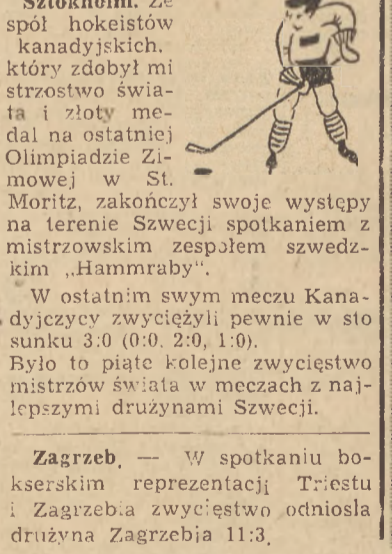 Sztokholm. Ze
spół hokeistów
kanadyjskich,
który zdobył mi
strzostwo świa-
ta i złoty me-
dal na ostatniej
Olimpiadzie Zi-
mowej w St.
Moritz, zakończył swoje występy
na terenie Szwecji spotkaniem z
mistrzowskim zespołem szwedz-
kim „Hammraby“.
W ostatnim swym meczu Kana-
dyjczycy zwyciężyli pewnie w sto
sunku 3:0 (0:0, 2:0, 1:0).
Było to piąte kolejne zwycięstwo
mistrzów świata w meczach z naj-
lepszymi drużynami Szwecji.
Zagrzeb. — W spotkaniu bo-
kserskim reprezentacji Triestu
i Zagrzebia zwycięstwo odniosła
drużyna Zagrzebia 11:3.